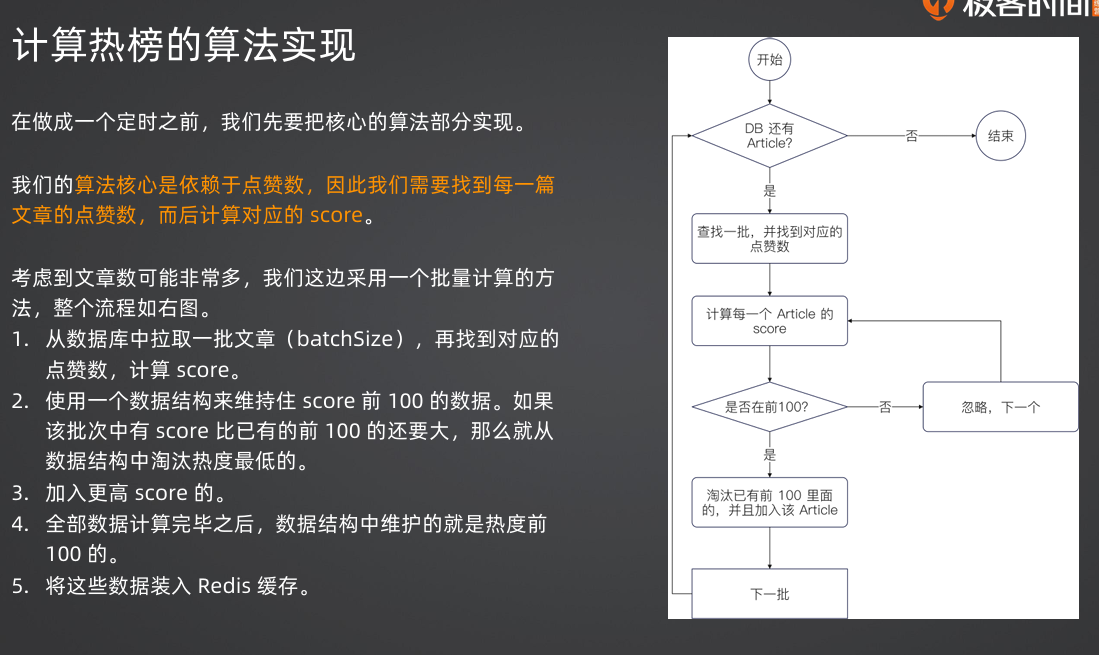 极客时间
计算热榜的算法实现
在做成一个定时之前，我们先要把核心的算法部分实现。
我们的算法核心是依赖于点赞数，因此我们需要找到每一篇
文章的点赞数，而后计算对应的 score。
考虑到文章数可能非常多，我们这边采用一个批量计算的方
法，整个流程如右图。
1. 从数据库中拉取一批文章（batchSize），再找到对应的
点赞数，计算 score。
2. 使用一个数据结构来维持住 score 前 100 的数据。如果
该批次中有 score 比已有的前 100 的还要大，那么就从
数据结构中淘汰热度最低的。
3. 加入更高 score 的。
4. 全部数据计算完毕之后，数据结构中维护的就是热度前
100 的。
5. 将这些数据装入 Redis 缓存。
开始
DB 还有
Article?
否
结束
是
查找一批，并找到对应的
点赞数
计算每一个 Article 的
score
是否在前100?
否
忽略，下一个
是
淘汰已有前 100 里面
的，并且加入该 Article
下一批